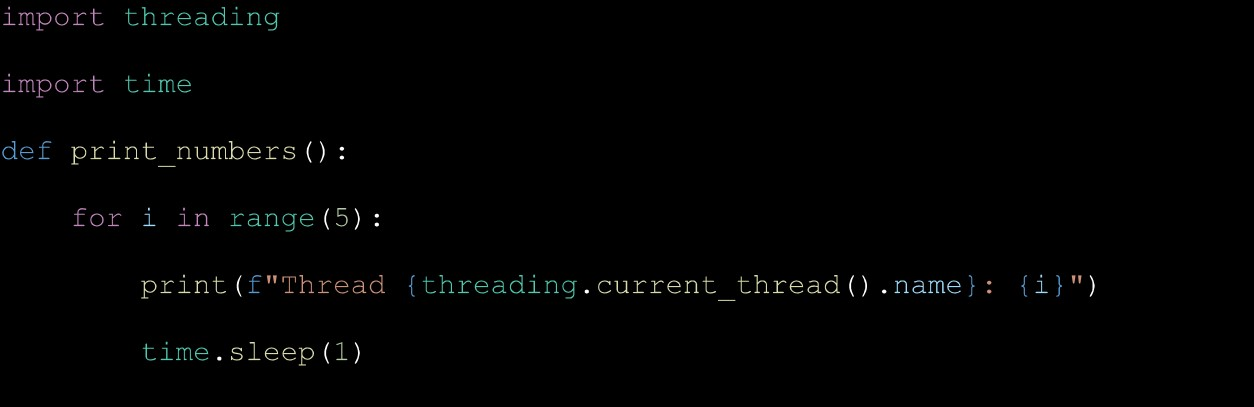 import threading
import time
def print_numbers():
    for i in range(5):
        print(f"Thread {threading.current_thread().name}: {i}")
        time.sleep(1)